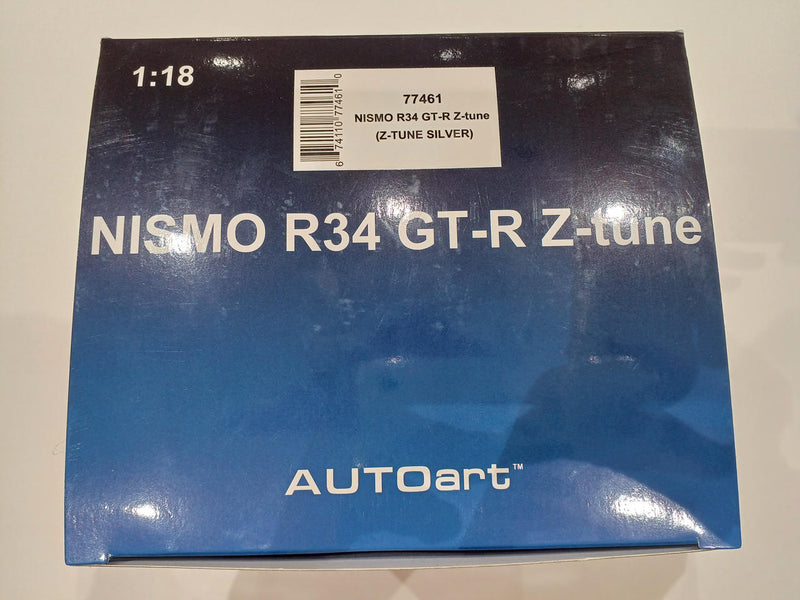 1:18
77461
NISMO R34 GT-R Z-tune
(Z-TUNE SILVER)
6 74110 77461 0
NISMO R34 GT-R Z-tune
AUTOart™